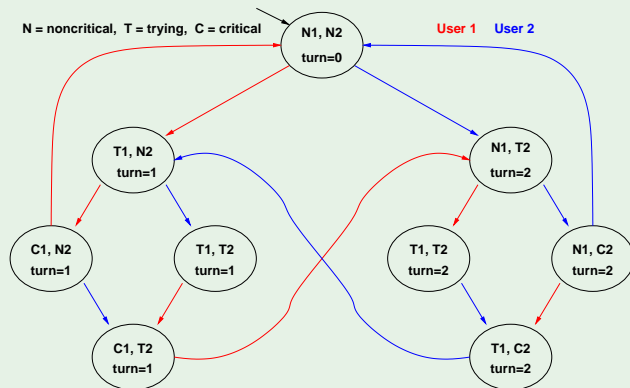 N = noncritical, T = trying, C = critical
User 1 User 2
N1, N2
turn=0
T1, N2
turn=1
N1, T2
turn=2
C1, N2
turn=1
T1, T2
turn=1
T1, T2
turn=2
N1, C2
turn=2
C1, T2
turn=1
T1, C2
turn=2